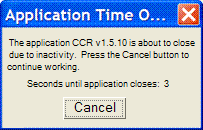 Application Time O...
The application CCR v1.5.10 is about to close
due to inactivity.  Press the Cancel button to
continue working.
Seconds until application closes:  3
Cancel